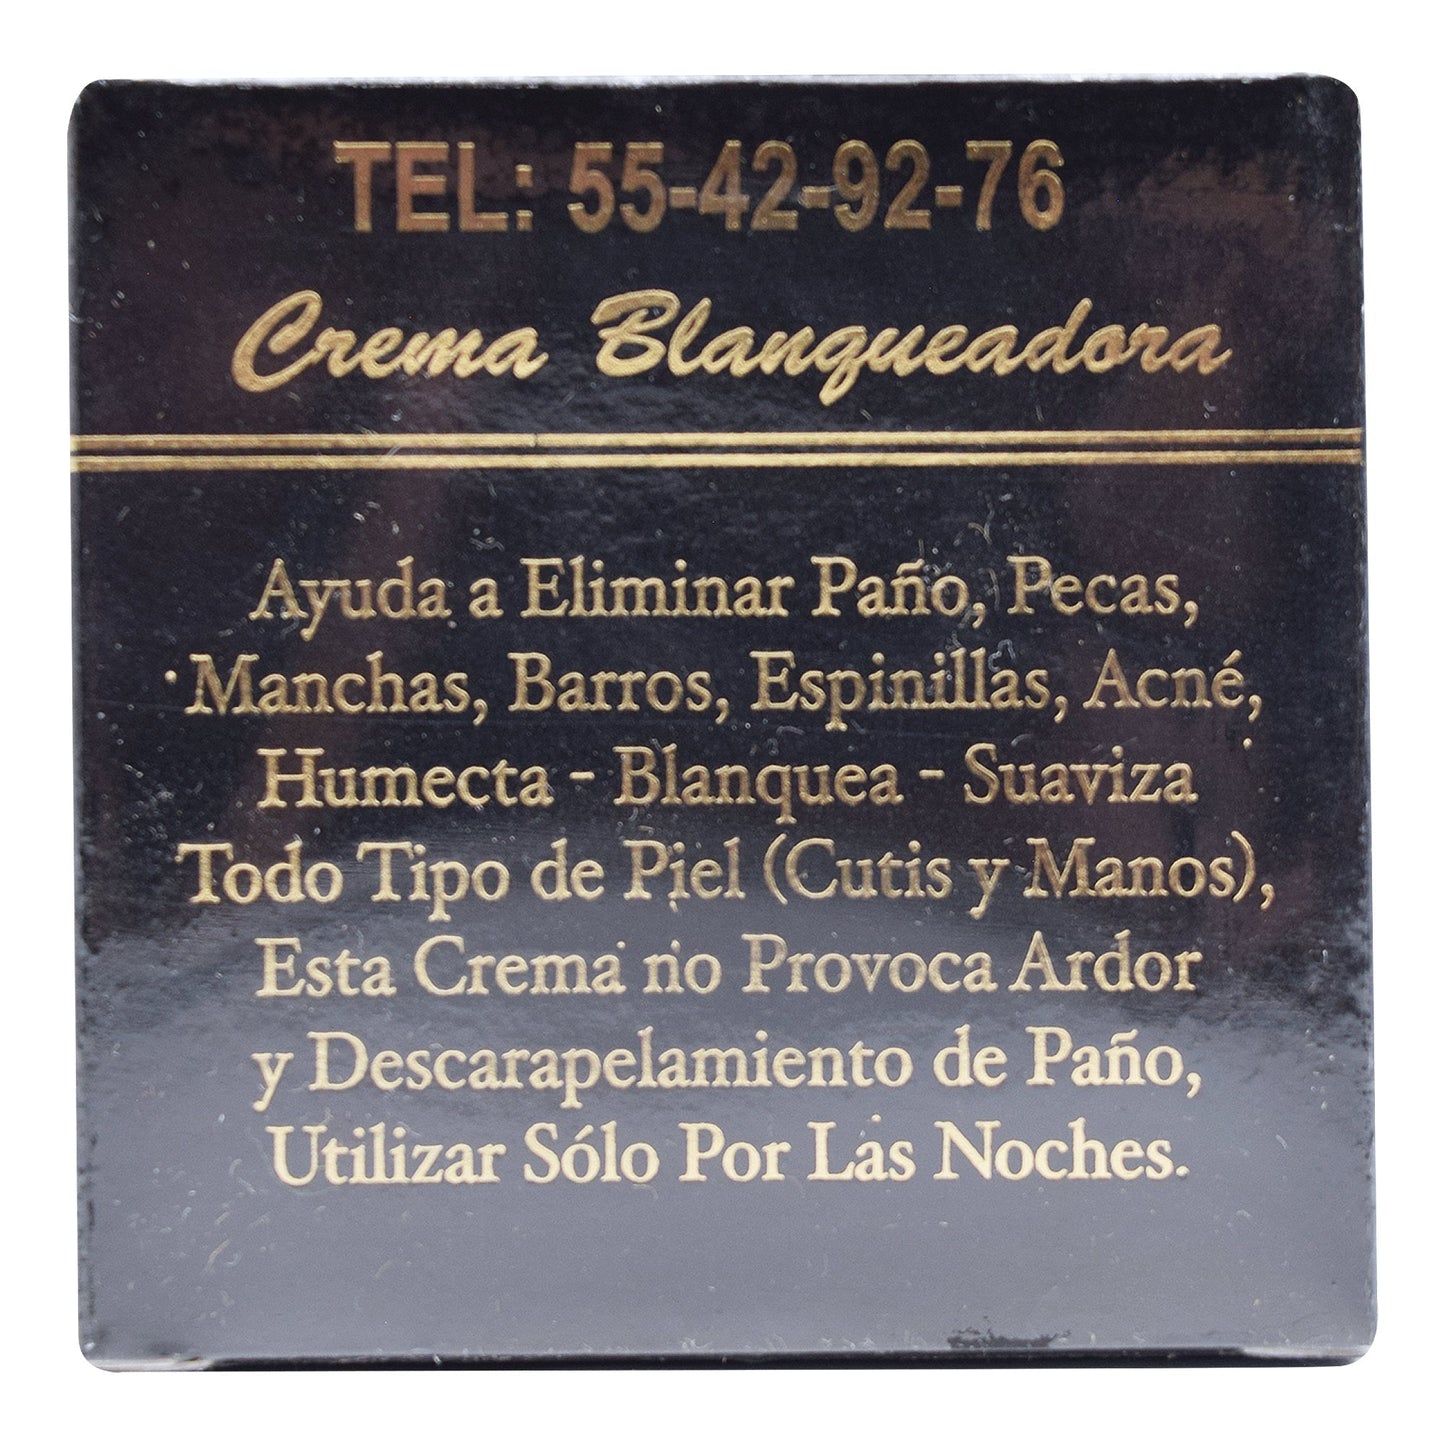 TEL: 55-42-92-76
Crema Blanqueadora
Ayuda a Eliminar Paño, Pecas,
Manchas, Barros, Espinillas, Acné,
Humecta - Blanquea - Suaviza
Todo Tipo de Piel (Cutis y Manos),
Esta Crema no Provoca Ardor
y Descarapelamiento de Paño,
Utilizar Sólo Por Las Noches.